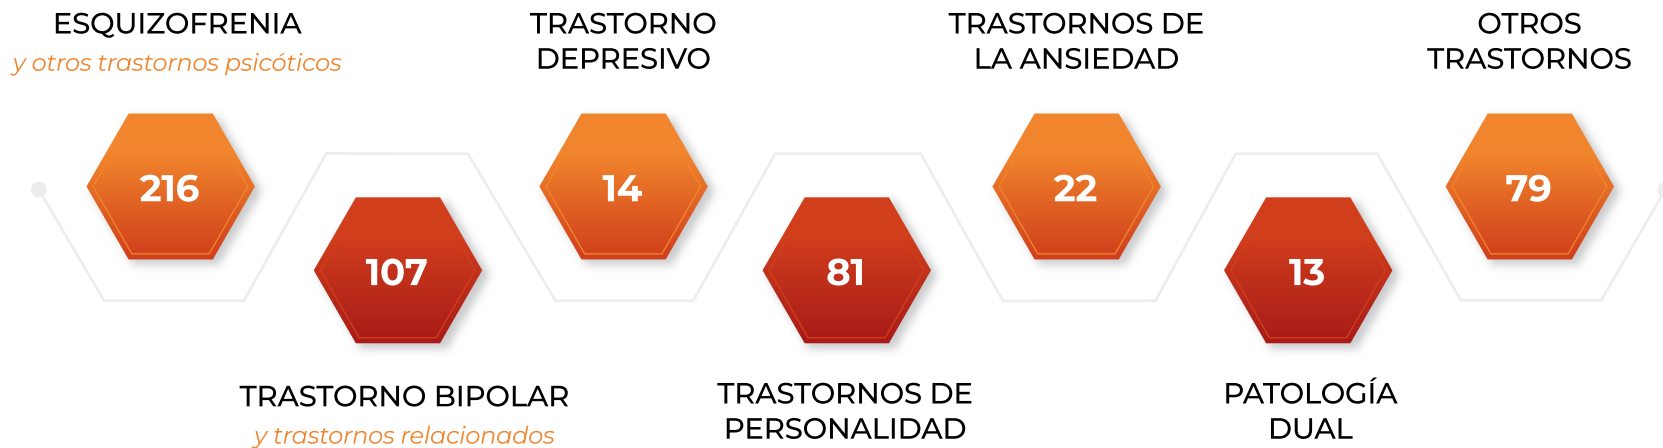 ESQUIZOFRENIA
y otros trastornos psicóticos
216
107
TRASTORNO BIPOLAR
y trastornos relacionados
TRASTORNO
DEPRESIVO
14
81
TRASTORNOS DE
PERSONALIDAD
TRASTORNOS DE
LA ANSIEDAD
22
13
PATOLOGÍA
DUAL
OTROS
TRASTORNOS
79